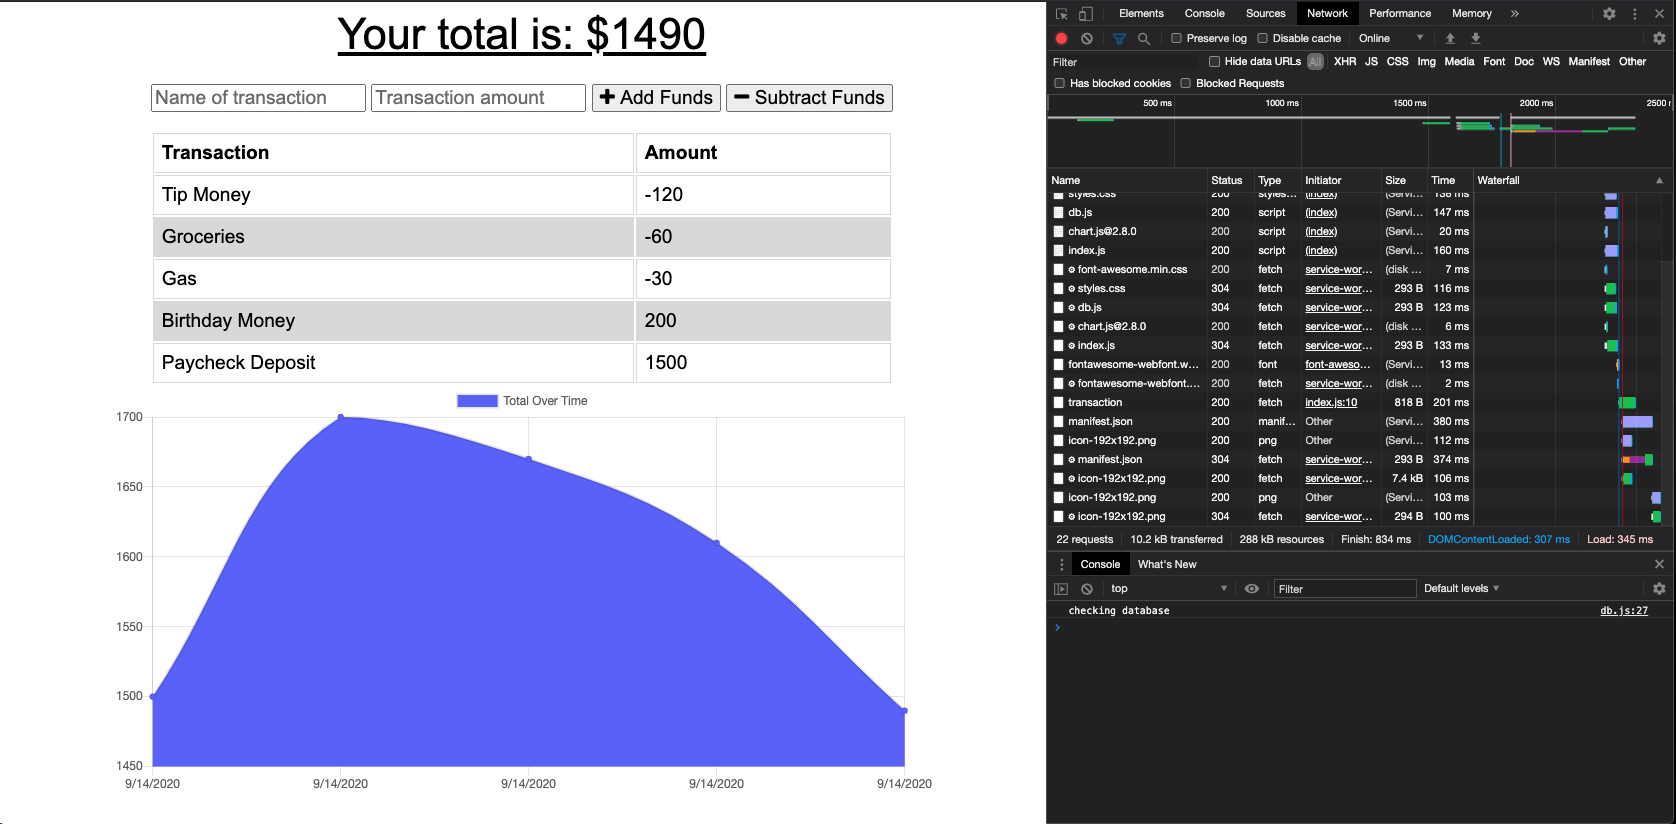 Your total is: $1490
Name of transaction Transaction amount + Add Funds − Subtract Funds
Transaction Amount
Tip Money -120
Groceries -60
Gas -30
Birthday Money 200
Paycheck Deposit 1500
Total Over Time
1700
1650
1600
1550
1500
1450
9/14/2020 9/14/2020 9/14/2020 9/14/2020 9/14/2020
Elements Console Sources Network Performance Memory »
Preserve log Disable cache Online
Filter Hide data URLs All XHR JS CSS Img Media Font Doc WS Manifest Other
Has blocked cookies Blocked Requests
500 ms 1000 ms 1500 ms 2000 ms 2500 r
Name Status Type Initiator Size Time Waterfall
styles.css 200 styles... (index) (Servi... 138 ms
db.js 200 script (index) (Servi... 147 ms
chart.js@2.8.0 200 script (index) (Servi... 20 ms
index.js 200 script (index) (Servi... 160 ms
font-awesome.min.css 200 fetch service-wor... (disk ... 7 ms
styles.css 304 fetch service-wor... 293 B 116 ms
db.js 304 fetch service-wor... 293 B 123 ms
chart.js@2.8.0 200 fetch service-wor... (disk ... 6 ms
index.js 304 fetch service-wor... 293 B 133 ms
fontawesome-webfont.w... 200 font font-aweso... (Servi... 13 ms
fontawesome-webfont.... 200 fetch service-wor... (disk ... 2 ms
transaction 200 fetch index.js:10 818 B 201 ms
manifest.json 200 manif... Other (Servi... 380 ms
icon-192x192.png 200 png Other (Servi... 112 ms
manifest.json 304 fetch service-wor... 293 B 374 ms
icon-192x192.png 200 fetch service-wor... 7.4 kB 106 ms
icon-192x192.png 200 png Other (Servi... 103 ms
icon-192x192.png 304 fetch service-wor... 294 B 100 ms
22 requests 10.2 kB transferred 288 kB resources Finish: 834 ms DOMContentLoaded: 307 ms Load: 345 ms
Console What's New
top Filter Default levels
checking database db.js:27